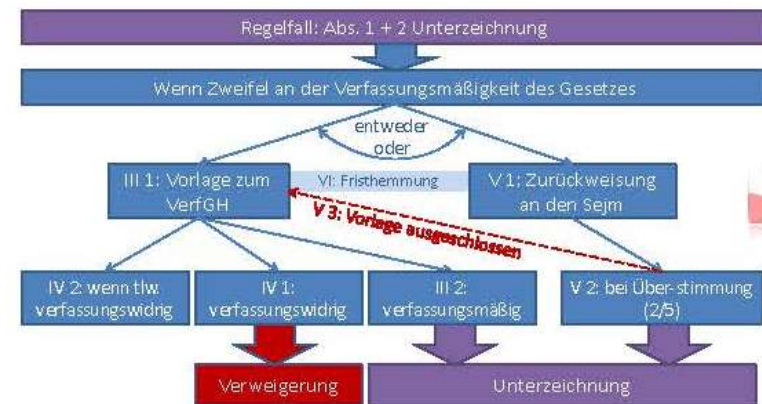 Regelfall: Abs. 1 + 2 Unterzeichnung
Wenn Zweifel an der Verfassungsmäßigkeit des Gesetzes
entweder
oder
III 1: Vorlage zum
VerfGH
VI: Fristhemmung
V 1: Zurückweisung
an den Sejm
V 3: Vorlage ausgeschlossen
IV 2: wenn tlw.
verfassungswidrig
IV 1:
verfassungswidrig
III 2:
verfassungsmäßig
V 2: bei Über-stimmung
(2/5)
Verweigerung
Unterzeichnung